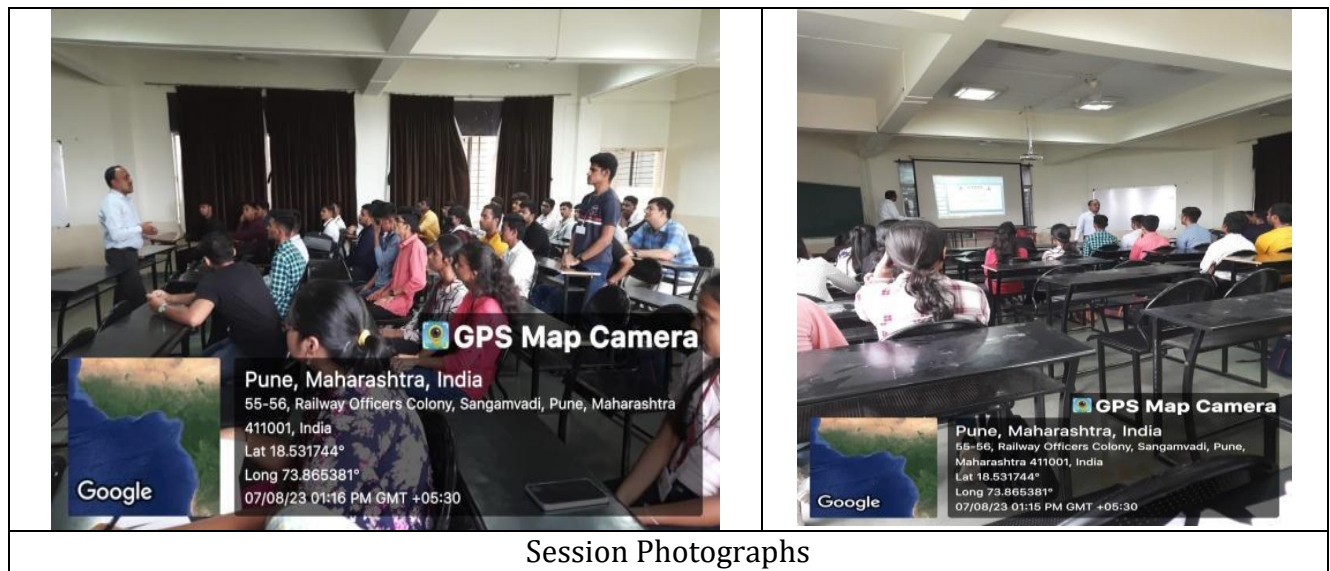 GPS Map Camera
Pune, Maharashtra, India
55-56, Railway Officers Colony, Sangamvadi, Pune, Maharashtra
411001, India
Lat 18.531744°
Long 73.865381°
07/08/23 01:16 PM GMT +05:30
Google
GPS Map Camera
Pune, Maharashtra, India
55-56, Railway Officers Colony, Sangamvadi, Pune,
Maharashtra 411001, India
Lat 18.531744°
Long 73.865381°
07/08/23 01:15 PM GMT +05:30
Google
Session Photographs